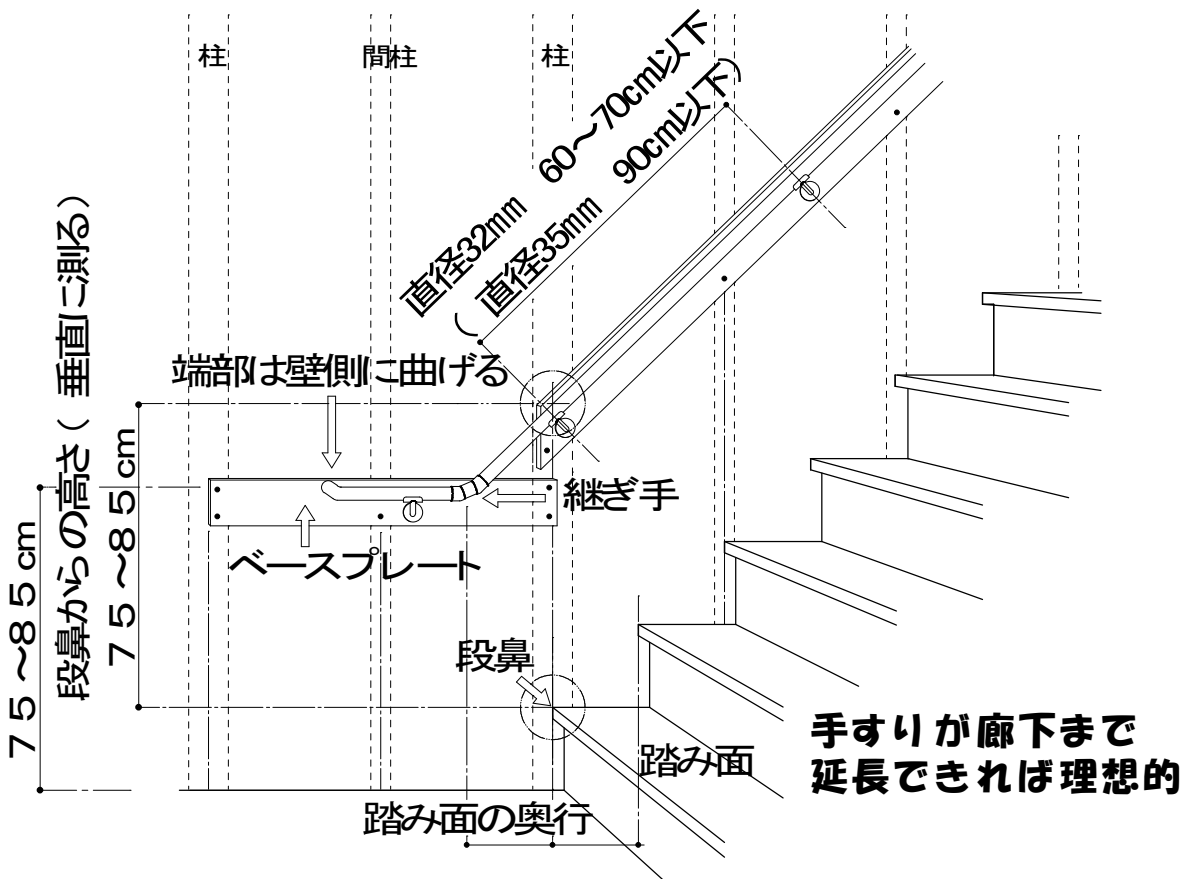 柱
間柱
柱
直径32mm 60～70cm以下
(直径35mm 90cm以下)
端部は壁側に曲げる
継ぎ手
ベースプレート
75～85cm
段鼻からの高さ(垂直に測る)
75～85cm
段鼻
踏み面
踏み面の奥行
手すりが廊下まで
延長できれば理想的